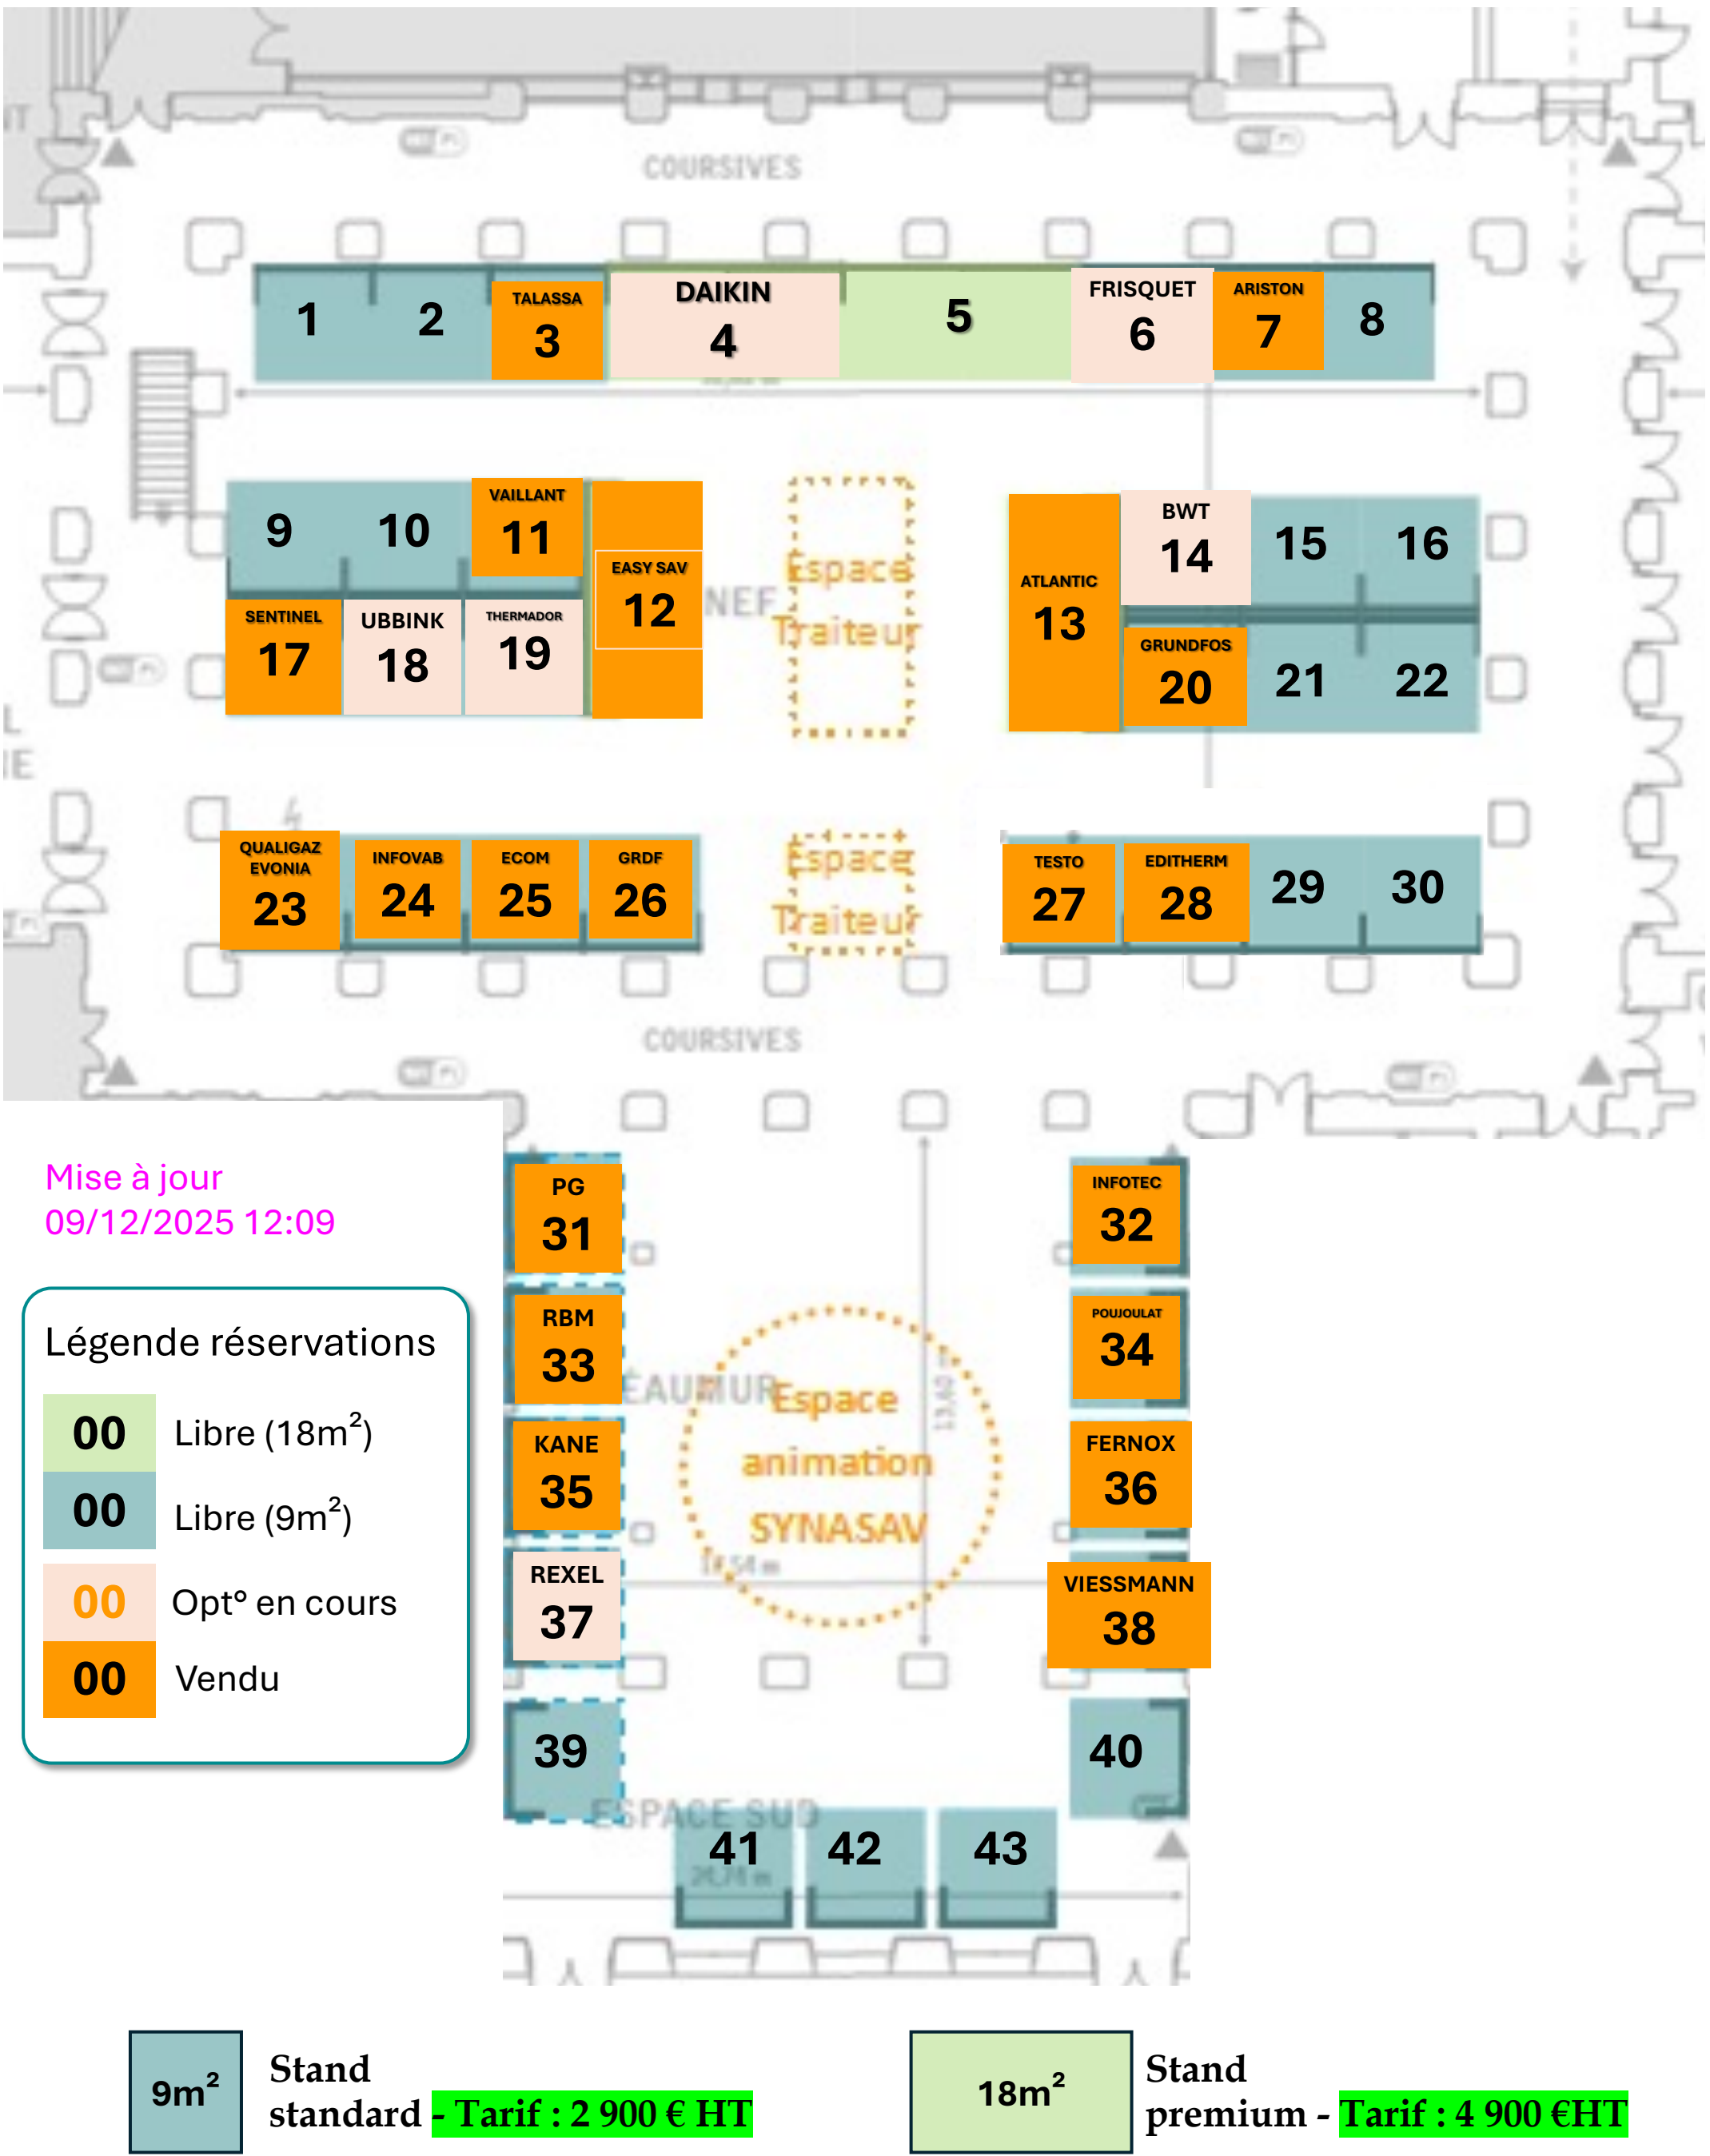 COURSIVES
1
2
TALASSA
3
DAIKIN
4
5
FRISQUET
6
ARISTON
7
8
9
10
VAILLANT
11
EASY SAV
12
SENTINEL
17
UBBINK
18
THERMADOR
19
NEF
Espace
Traiteur
ATLANTIC
13
BWT
14
15
16
GRUNDFOS
20
21
22
QUALIGAZ
EVONIA
23
INFOVAB
24
ECOM
25
GRDF
26
Espace
Traiteur
TESTO
27
EDITHERM
28
29
30
COURSIVES
Mise à jour
09/12/2025 12:09
Légende réservations
00 Libre (18m²)
00 Libre (9m²)
00 Opt° en cours
00 Vendu
PG
31
INFOTEC
32
RBM
33
POUJOULAT
34
ÉAUMUR
Espace
animation
SYNASAV
KANE
35
FERNOX
36
REXEL
37
VIESSMANN
38
39
40
ESPACE SUD
41
42
43
9m²
Stand
standard - Tarif : 2 900 € HT
18m²
Stand
premium - Tarif : 4 900 €HT